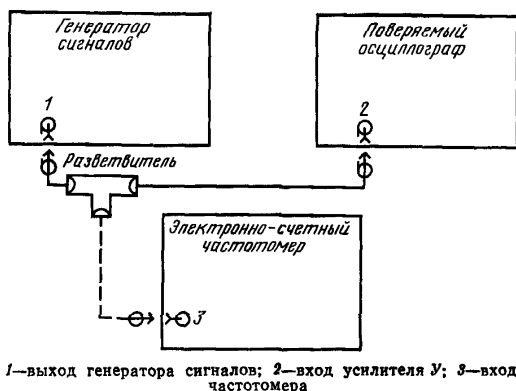 Генератор
сигналов
Поверяемый
осциллограф
1
2
Разветвитель
Электронно-счетный
частотомер
3
1—выход генератора сигналов; 2—вход усилителя У; 3—вход
частотомера